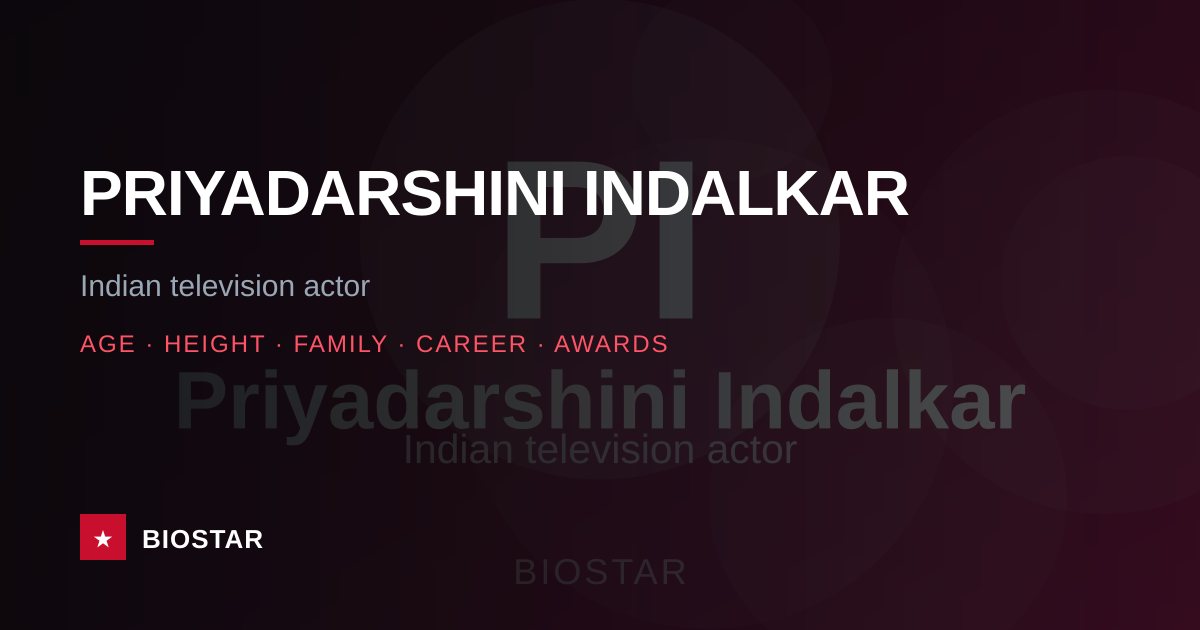 PI
PRIYADARSHINI INDALKAR
Indian television actor
AGE · HEIGHT · FAMILY · CAREER · AWARDS
Priyadarshini Indalkar
Indian television actor
★ BIOSTAR
BIOSTAR